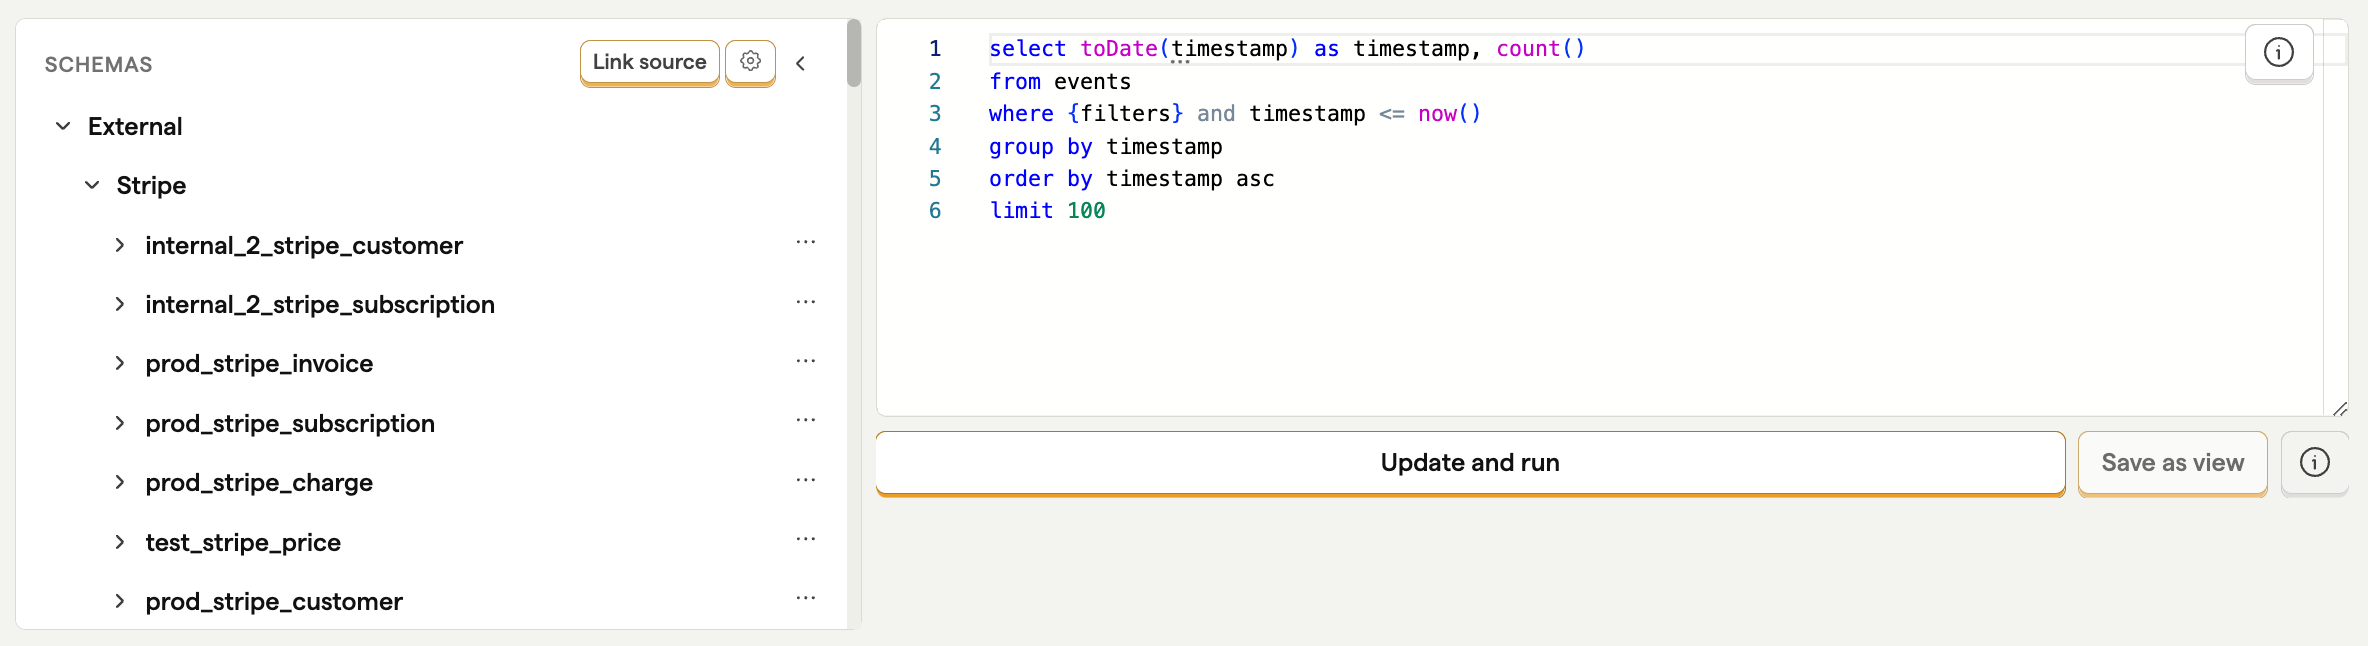 SCHEMAS
Link source
External
Stripe
internal_2_stripe_customer
internal_2_stripe_subscription
prod_stripe_invoice
prod_stripe_subscription
prod_stripe_charge
test_stripe_price
prod_stripe_customer
1 select toDate(timestamp) as timestamp, count()
2 from events
3 where {filters} and timestamp <= now()
4 group by timestamp
5 order by timestamp asc
6 limit 100
Update and run
Save as view